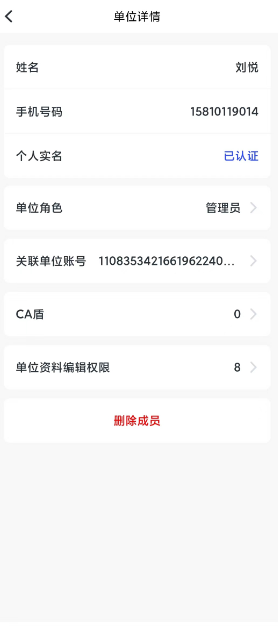 单位详情
姓名 刘悦
手机号码 15810119014
个人实名 已认证
单位角色 管理员
关联单位账号 1108353421661962240...
CA盾 0
单位资料编辑权限 8
删除成员